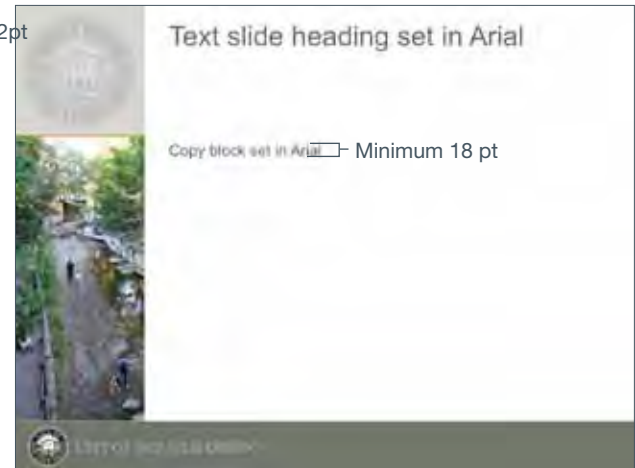 2pt
Text slide heading set in Arial
Copy block set in Arial
Minimum 18 pt